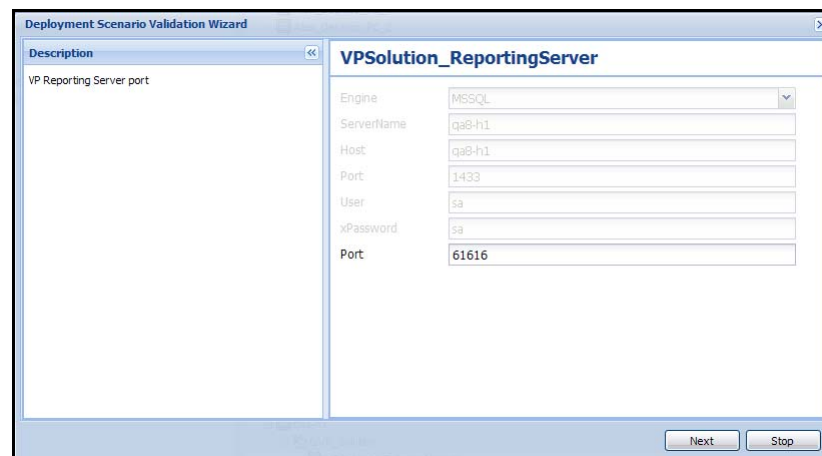 Deployment Scenario Validation Wizard
Description
VP Reporting Server port
VPSolution_ReportingServer
Engine MSSQL
ServerName qa8-h1
Host qa8-h1
Port 1433
User sa
xPassword sa
Port 61616
Next Stop